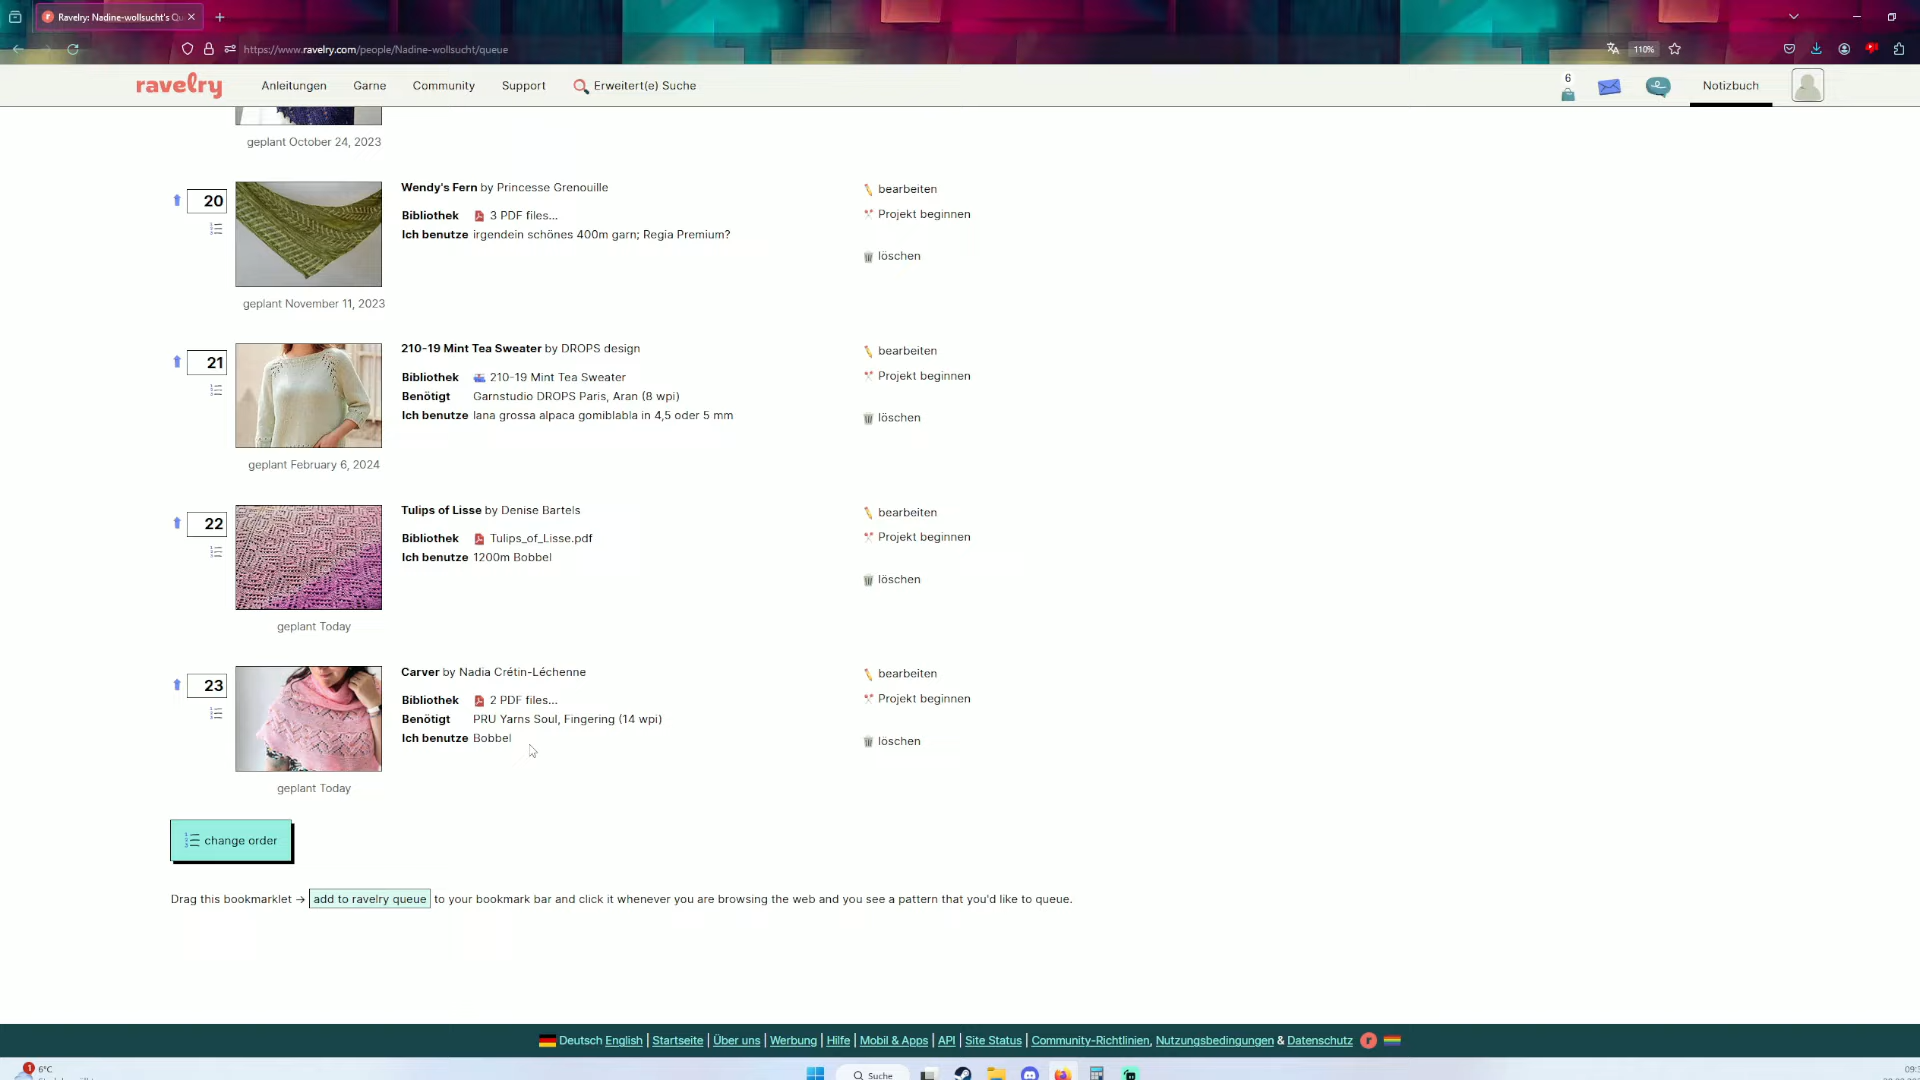 Ravelry: Nadine-wollsucht's Qu
https://www.ravelry.com/people/Nadine-wollsucht/queue
110%
ravelry
Anleitungen
Garne
Community
Support
Erweitert(e) Suche
6
Notizbuch
geplant October 24, 2023
20
Wendy's Fern by Princesse Grenouille
Bibliothek 3 PDF files...
Ich benutze irgendein schönes 400m garn; Regia Premium?
bearbeiten
Projekt beginnen
löschen
geplant November 11, 2023
21
210-19 Mint Tea Sweater by DROPS design
Bibliothek 210-19 Mint Tea Sweater
Benötigt Garnstudio DROPS Paris, Aran (8 wpi)
Ich benutze lana grossa alpaca gomiblabla in 4,5 oder 5 mm
bearbeiten
Projekt beginnen
löschen
geplant February 6, 2024
22
Tulips of Lisse by Denise Bartels
Bibliothek Tulips_of_Lisse.pdf
Ich benutze 1200m Bobbel
bearbeiten
Projekt beginnen
löschen
geplant Today
23
Carver by Nadia Crétin-Léchenne
Bibliothek 2 PDF files...
Benötigt PRU Yarns Soul, Fingering (14 wpi)
Ich benutze Bobbel
bearbeiten
Projekt beginnen
löschen
geplant Today
change order
Drag this bookmarklet → add to ravelry queue to your bookmark bar and click it whenever you are browsing the web and you see a pattern that you'd like to queue.
Deutsch English | Startseite | Über uns | Werbung | Hilfe | Mobil & Apps | API | Site Status | Community-Richtlinien, Nutzungsbedingungen & Datenschutz
1
6°C
Suche